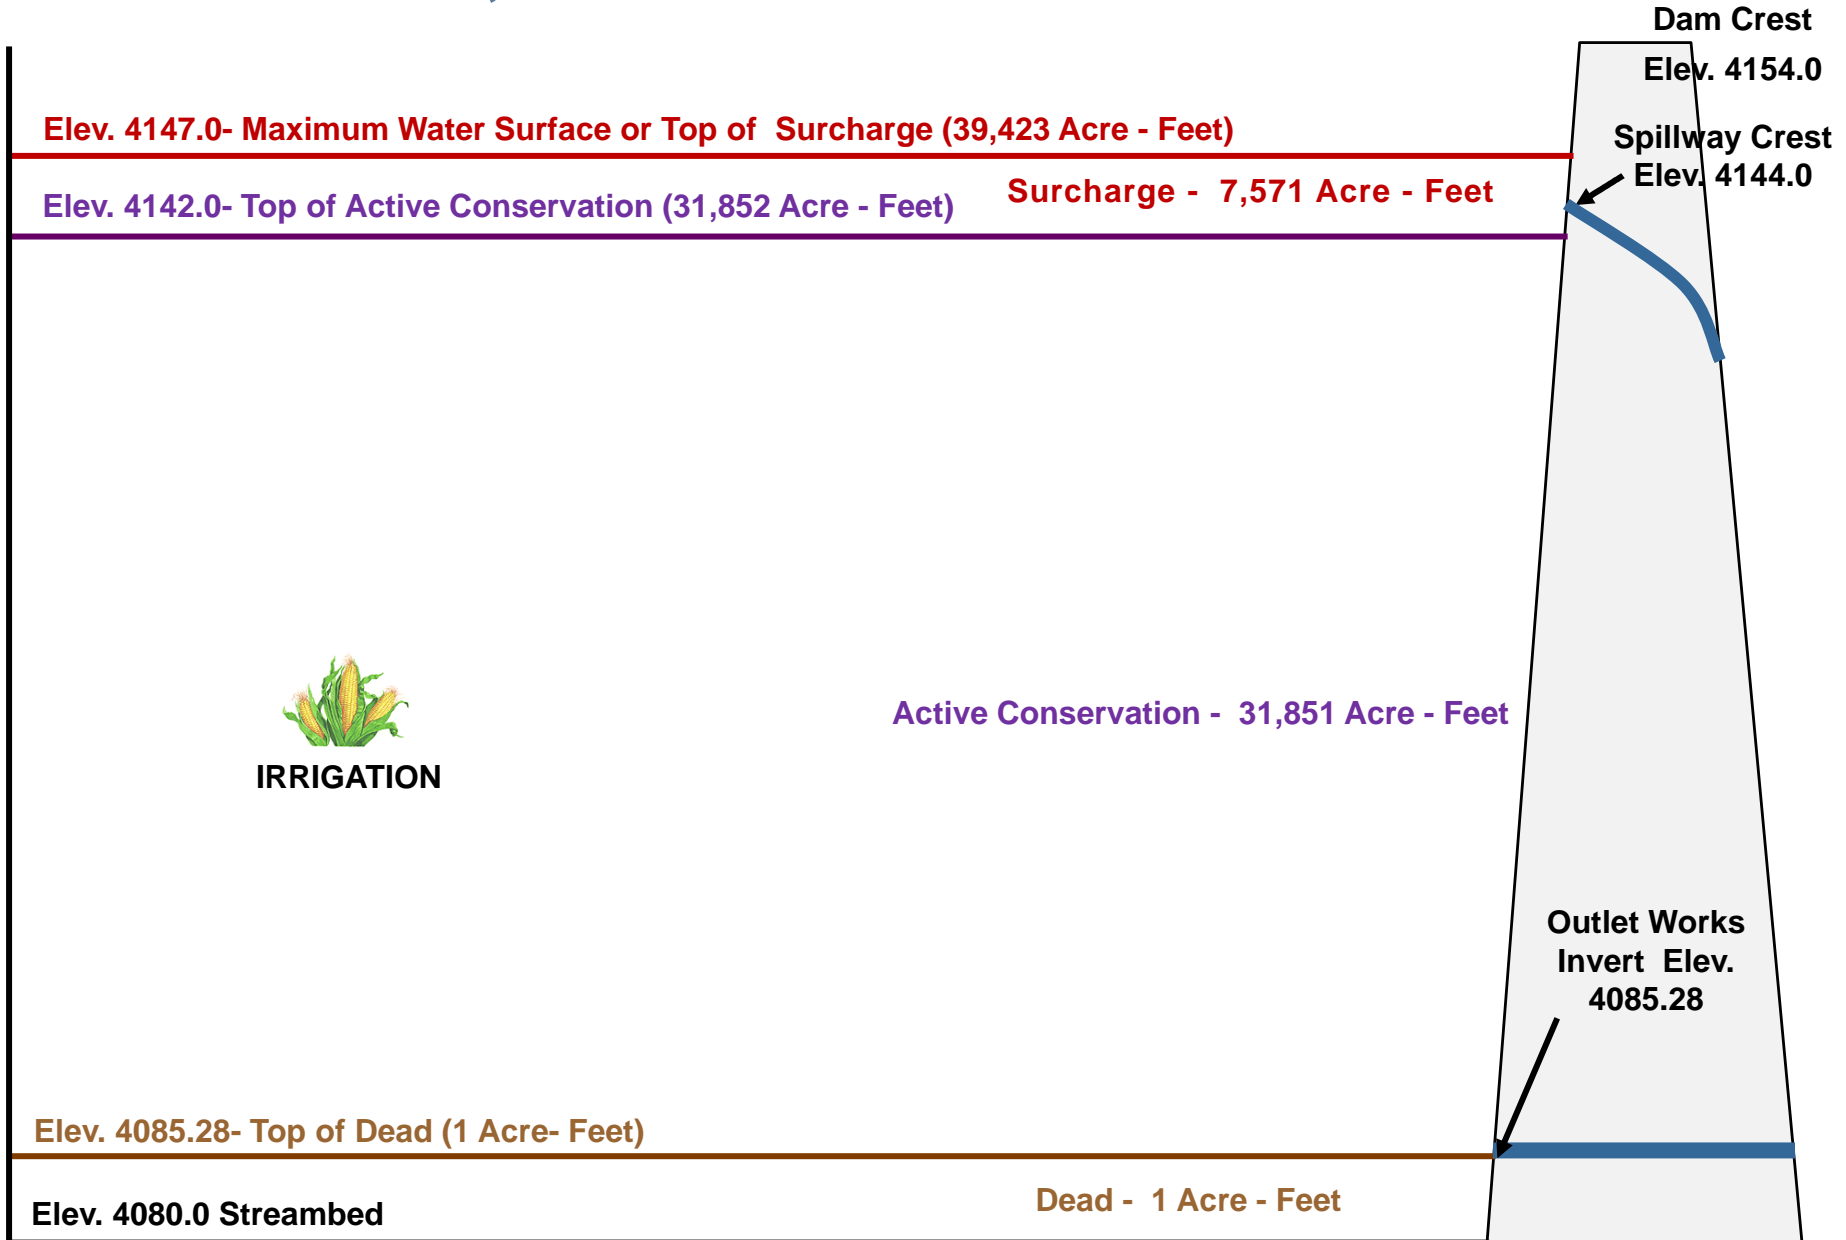 Dam Crest
Elev. 4154.0
Elev. 4147.0- Maximum Water Surface or Top of Surcharge (39,423 Acre - Feet)
Spillway Crest
Elev. 4144.0
Surcharge - 7,571 Acre - Feet
Elev. 4142.0- Top of Active Conservation (31,852 Acre - Feet)
Active Conservation - 31,851 Acre - Feet
IRRIGATION
Outlet Works
Invert Elev.
4085.28
Elev. 4085.28- Top of Dead (1 Acre- Feet)
Dead - 1 Acre - Feet
Elev. 4080.0 Streambed